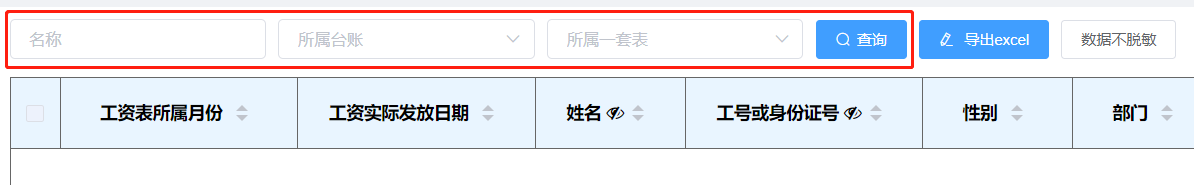 名称 所属台账 所属一套表 查询 导出excel 数据不脱敏
工资表所属月份 工资实际发放日期 姓名 工号或身份证号 性别 部门